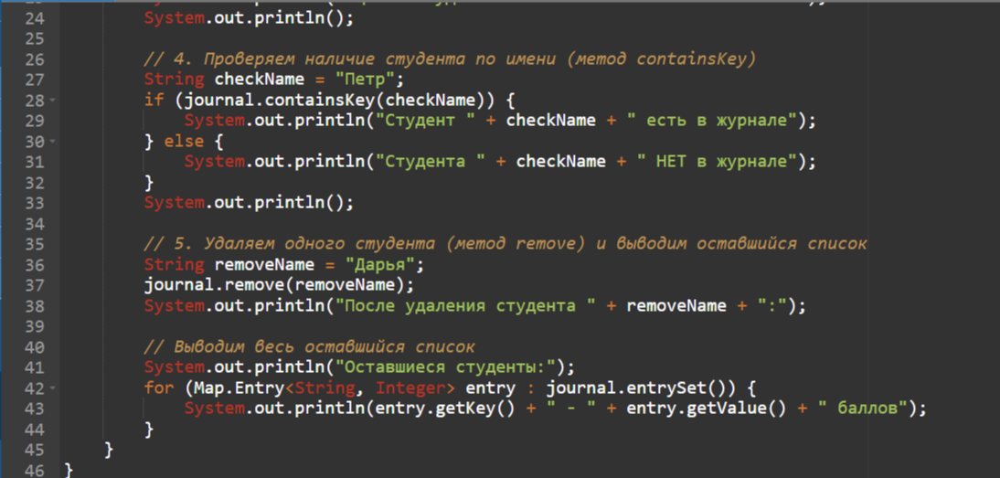 24 System.out.println();
25
26 // 4. Проверяем наличие студента по имени (метод containsKey)
27 String checkName = "Петр";
28 if (journal.containsKey(checkName)) {
29 System.out.println("Студент " + checkName + " есть в журнале");
30 } else {
31 System.out.println("Студента " + checkName + " НЕТ в журнале");
32 }
33 System.out.println();
34
35 // 5. Удаляем одного студента (метод remove) и выводим оставшийся список
36 String removeName = "Дарья";
37 journal.remove(removeName);
38 System.out.println("После удаления студента " + removeName + ":");
39
40 // Выводим весь оставшийся список
41 System.out.println("Оставшиеся студенты:");
42 for (Map.Entry<String, Integer> entry : journal.entrySet()) {
43 System.out.println(entry.getKey() + " - " + entry.getValue() + " баллов");
44 }
45 }
46 }